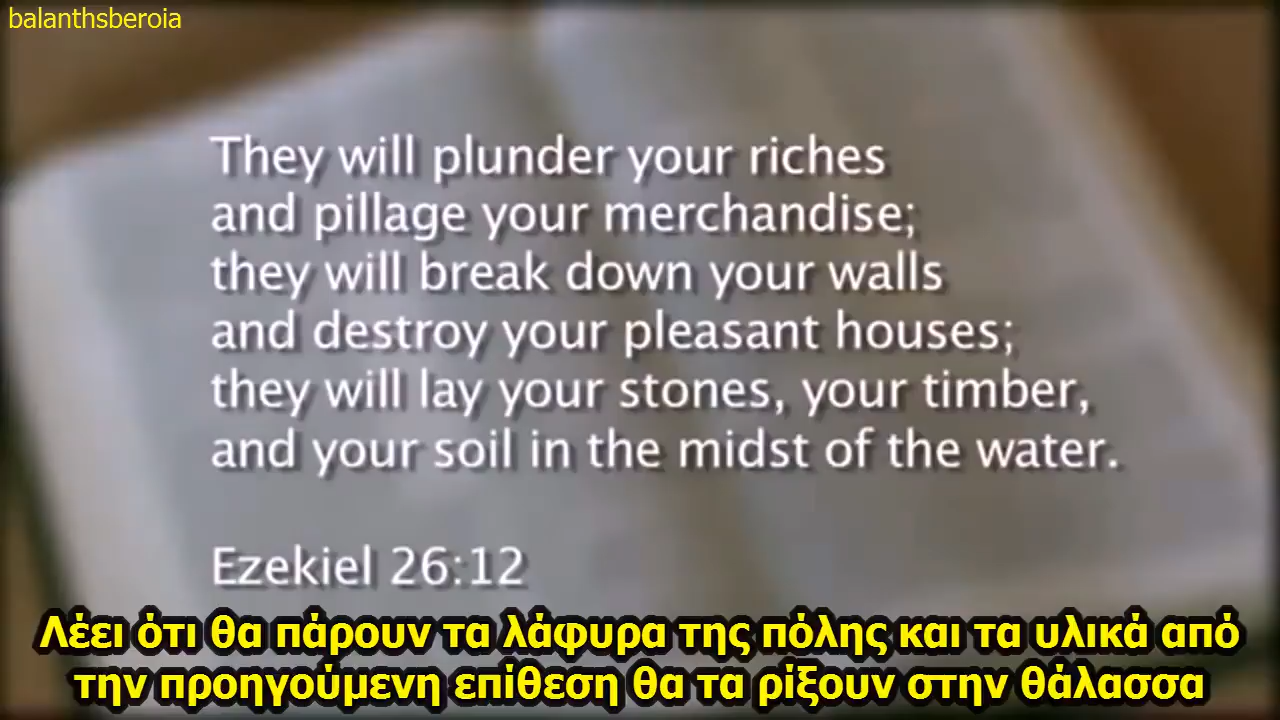 balanthsberoia
They will plunder your riches
and pillage your merchandise;
they will break down your walls
and destroy your pleasant houses;
they will lay your stones, your timber,
and your soil in the midst of the water.
Ezekiel 26:12
Λέει ότι θα πάρουν τα λάφυρα της πόλης και τα υλικά από
την προηγούμενη επίθεση θα τα ρίξουν στην θάλασσα